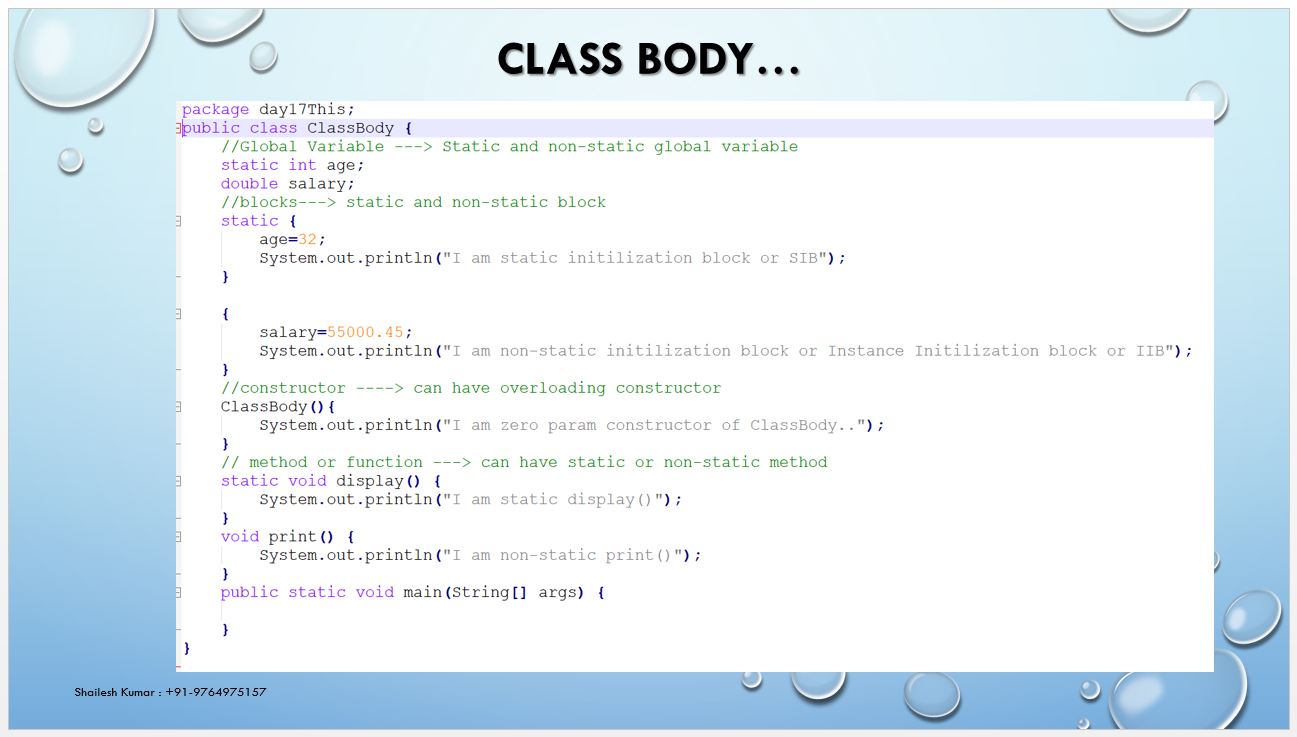 CLASS BODY...
package day17This;
public class ClassBody {
    //Global Variable ---> Static and non-static global variable
    static int age;
    double salary;
    //blocks---> static and non-static block
    static {
        age=32;
        System.out.println("I am static initilization block or SIB");
    }
    {
        salary=55000.45;
        System.out.println("I am non-static initilization block or Instance Initilization block or IIB");
    }
    //constructor ----> can have overloading constructor
    ClassBody(){
        System.out.println("I am zero param constructor of ClassBody..");
    }
    // method or function ---> can have static or non-static method
    static void display() {
        System.out.println("I am static display()");
    }
    void print() {
        System.out.println("I am non-static print()");
    }
    public static void main(String[] args) {
    }
}
Shailesh Kumar : +91-9764975157